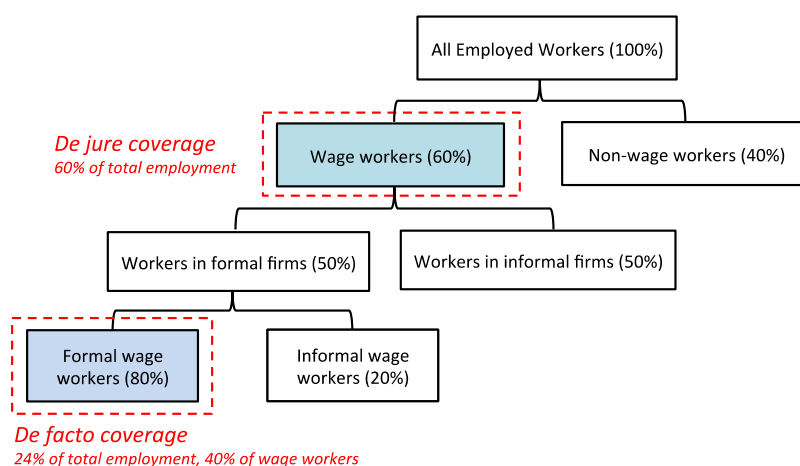 All Employed Workers (100%)
De jure coverage
60% of total employment
Wage workers (60%)
Non-wage workers (40%)
Workers in formal firms (50%)
Workers in informal firms (50%)
Formal wage
workers (80%)
Informal wage
workers (20%)
De facto coverage
24% of total employment, 40% of wage workers